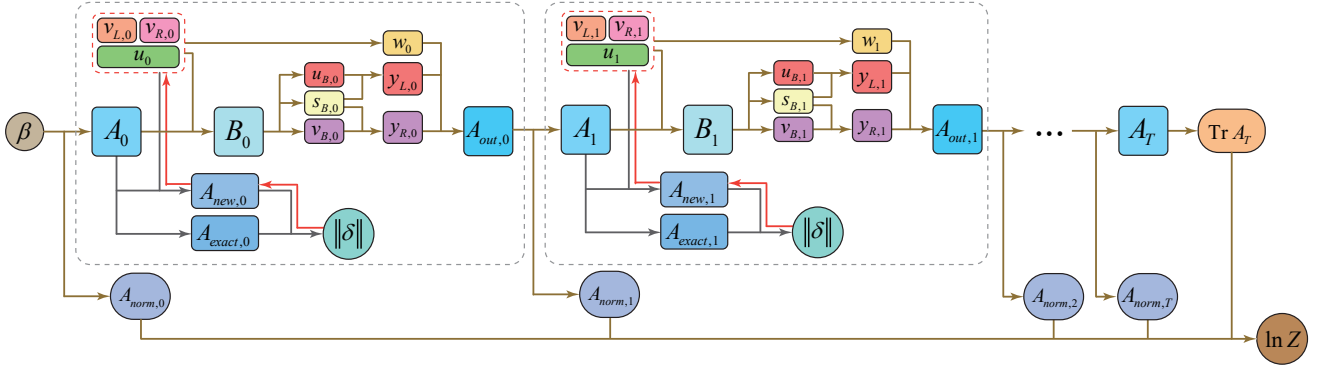 v_{L,0} v_{R,0}
u_0
w_0
u_{B,0} y_{L,0}
s_{B,0}
β A_0 B_0 v_{B,0} y_{R,0} A_{out,0}
A_{new,0}
A_{exact,0} ‖δ‖
A_{norm,0}
v_{L,1} v_{R,1}
u_1
w_1
u_{B,1} y_{L,1}
s_{B,1}
A_1 B_1 v_{B,1} y_{R,1} A_{out,1}
A_{new,1}
A_{exact,1} ‖δ‖
A_{norm,1}
... A_T Tr A_T
A_{norm,2} A_{norm,T}
ln Z